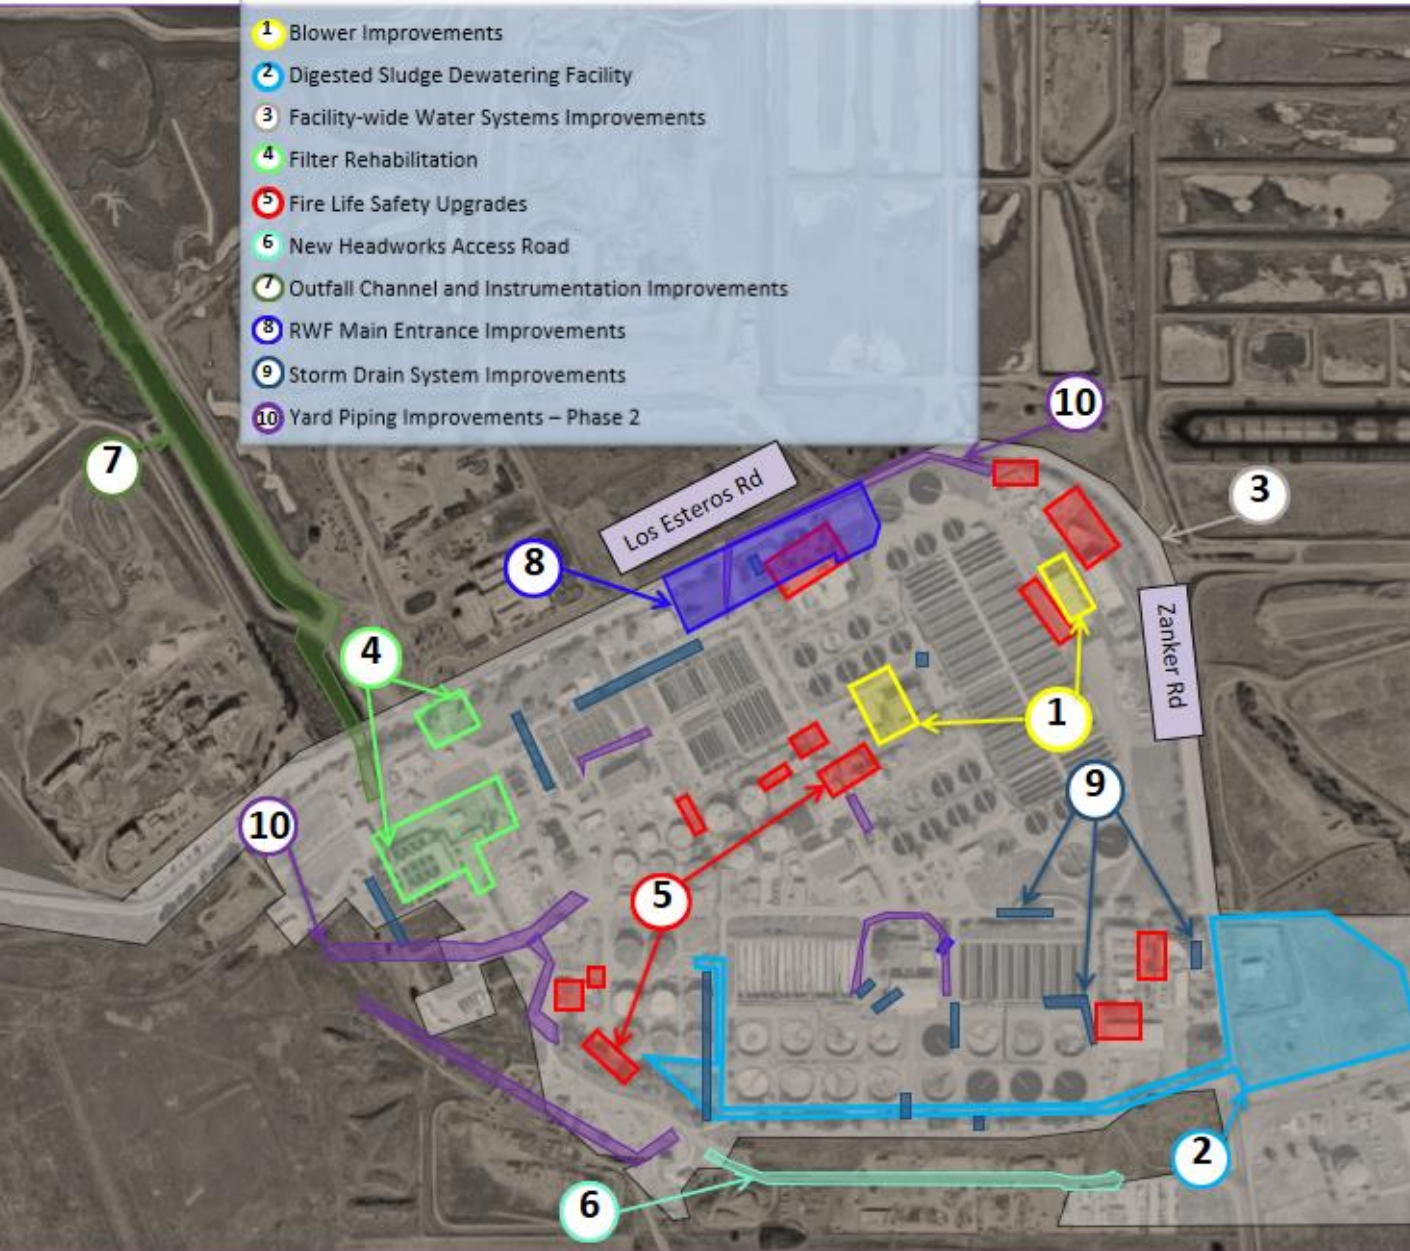 1 Blower Improvements
2 Digested Sludge Dewatering Facility
3 Facility-wide Water Systems Improvements
4 Filter Rehabilitation
5 Fire Life Safety Upgrades
6 New Headworks Access Road
7 Outfall Channel and Instrumentation Improvements
8 RWF Main Entrance Improvements
9 Storm Drain System Improvements
10 Yard Piping Improvements – Phase 2
10
7
3
Los Esteros Rd
8
Zanker Rd
4
1
9
10
5
2
6